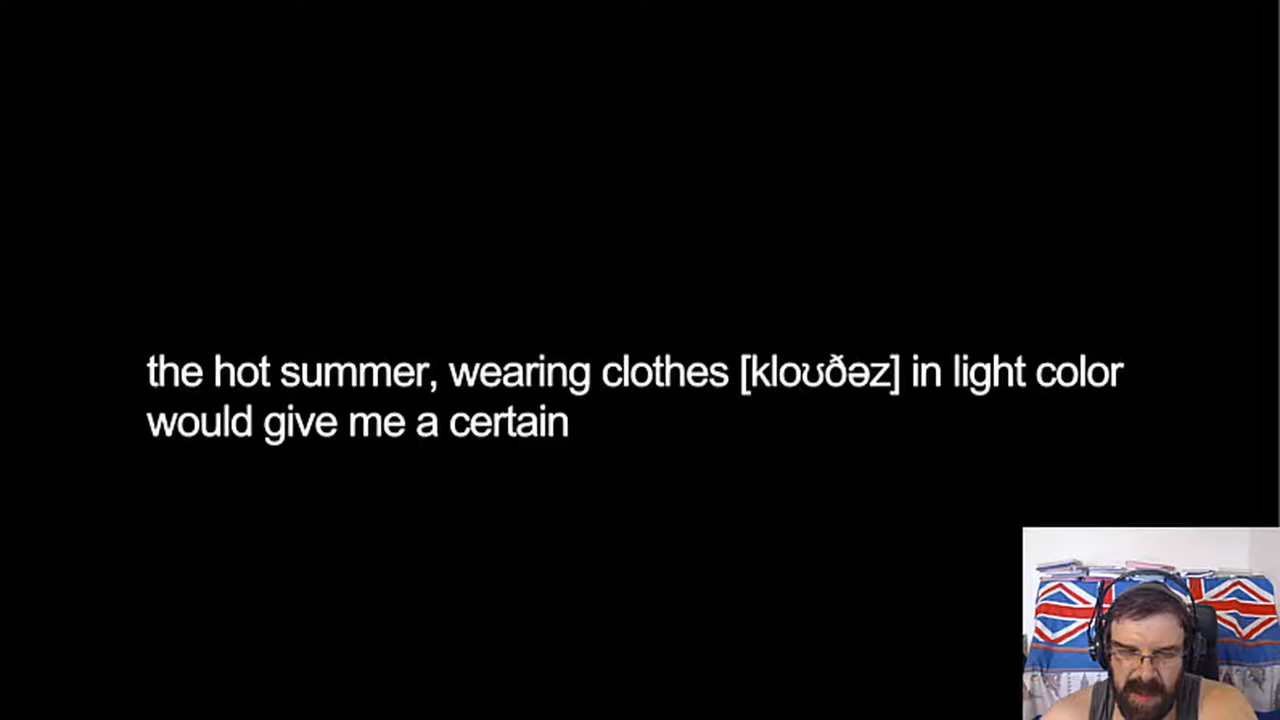 the hot summer, wearing clothes [kloʊðəz] in light color
would give me a certain